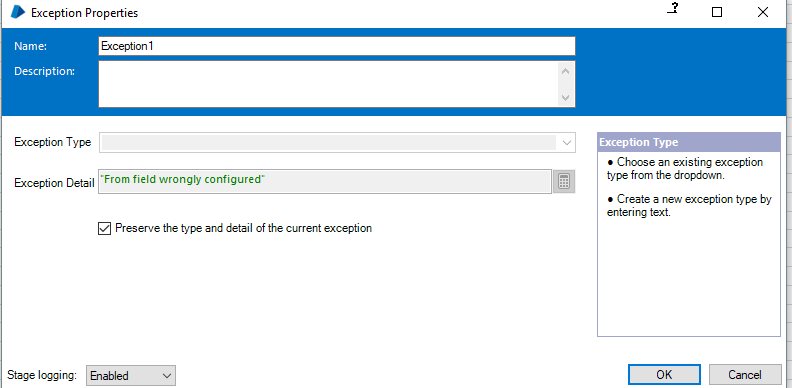 Exception Properties
?
Name: Exception1
Description:
Exception Type
Exception Detail "From field wrongly configured"
Preserve the type and detail of the current exception
Exception Type
• Choose an existing exception
type from the dropdown.
• Create a new exception type by
entering text.
Stage logging: Enabled
OK Cancel